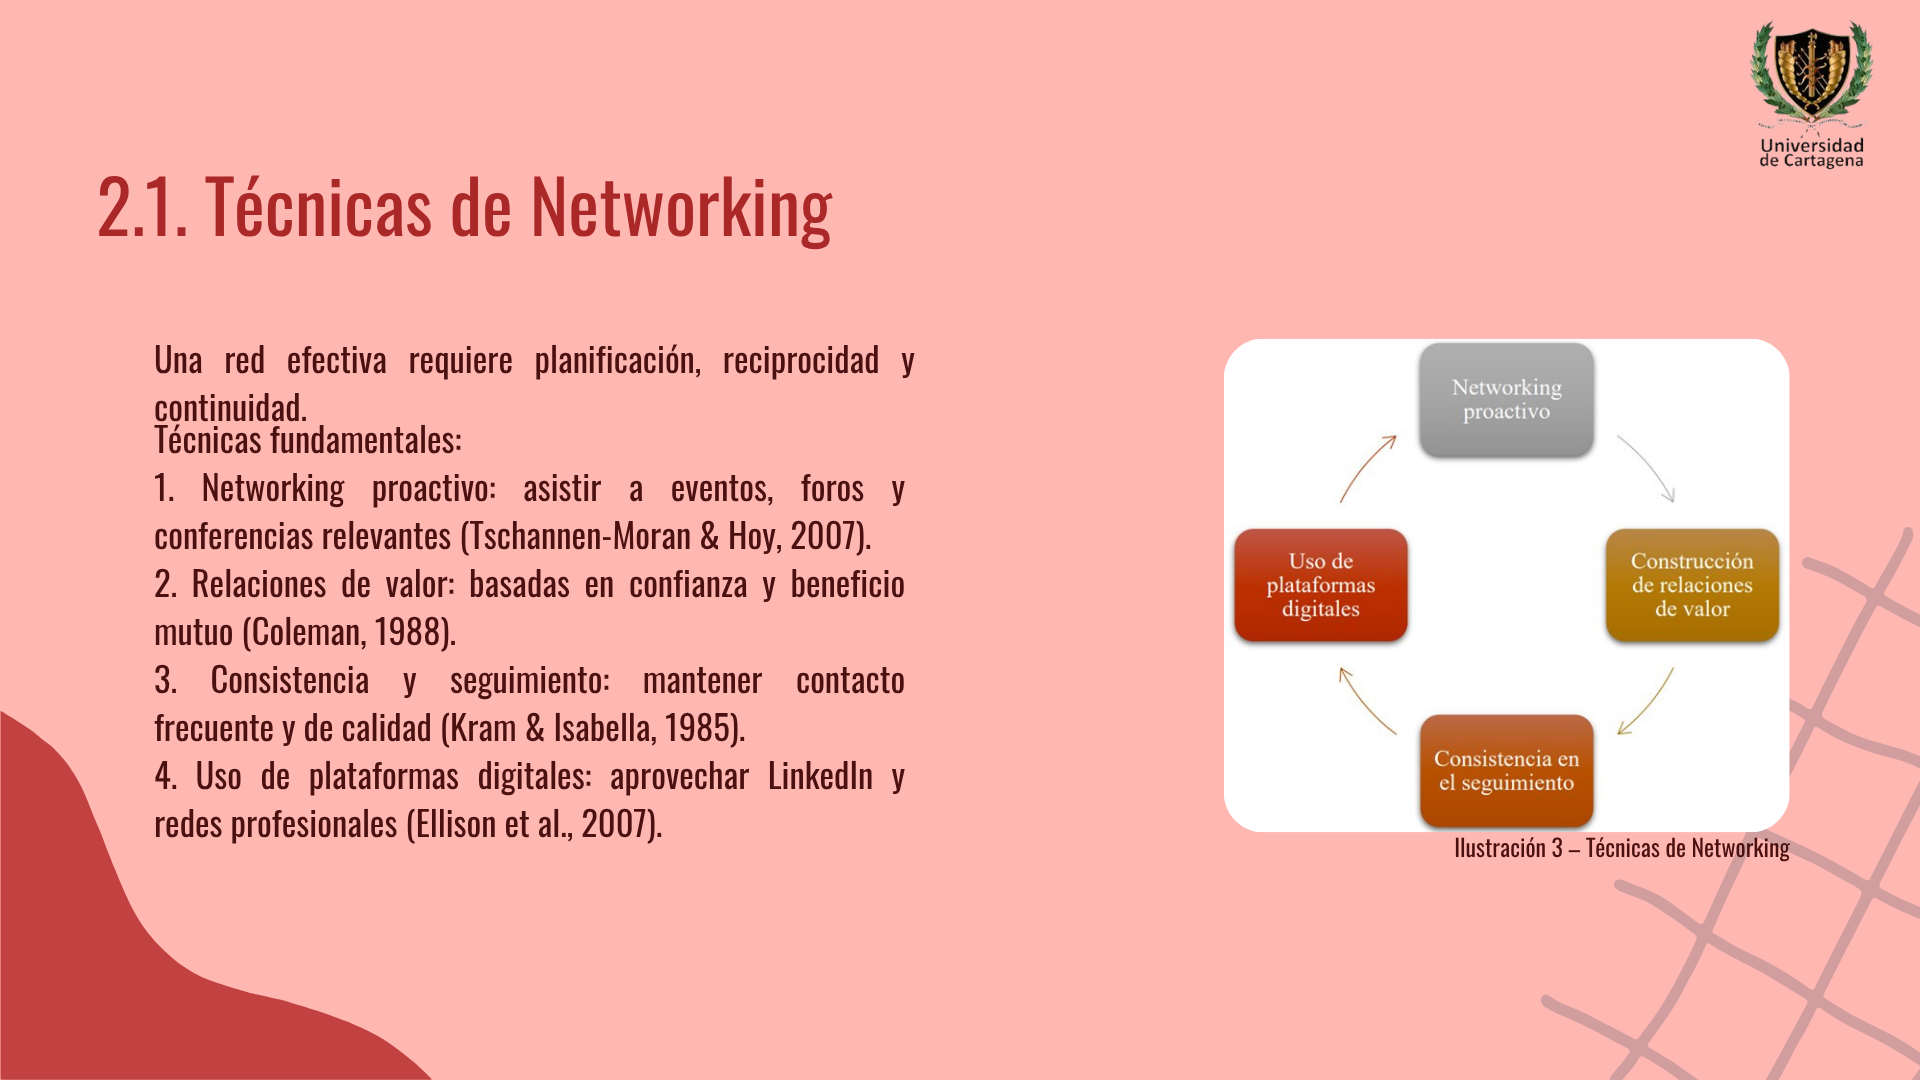 Universidad
de Cartagena
2.1. Técnicas de Networking
Una red efectiva requiere planificación, reciprocidad y
continuidad.
Técnicas fundamentales:
1. Networking proactivo: asistir a eventos, foros y
conferencias relevantes (Tschannen-Moran & Hoy, 2007).
2. Relaciones de valor: basadas en confianza y beneficio
mutuo (Coleman, 1988).
3. Consistencia y seguimiento: mantener contacto
frecuente y de calidad (Kram & Isabella, 1985).
4. Uso de plataformas digitales: aprovechar LinkedIn y
redes profesionales (Ellison et al., 2007).
Networking
proactivo
Construcción
de relaciones
de valor
Consistencia en
el seguimiento
Uso de
plataformas
digitales
Ilustración 3 – Técnicas de Networking